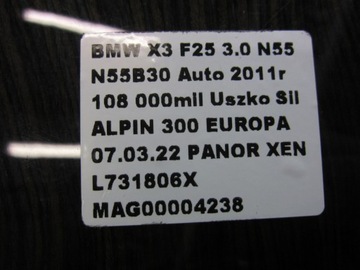 BMW X3 F25 3.0 N55
N55B30 Auto 2011r
108 000mil Uszko Sil
ALPIN 300 EUROPA
07.03.22 PANOR XEN
L731806X
MAG00004238